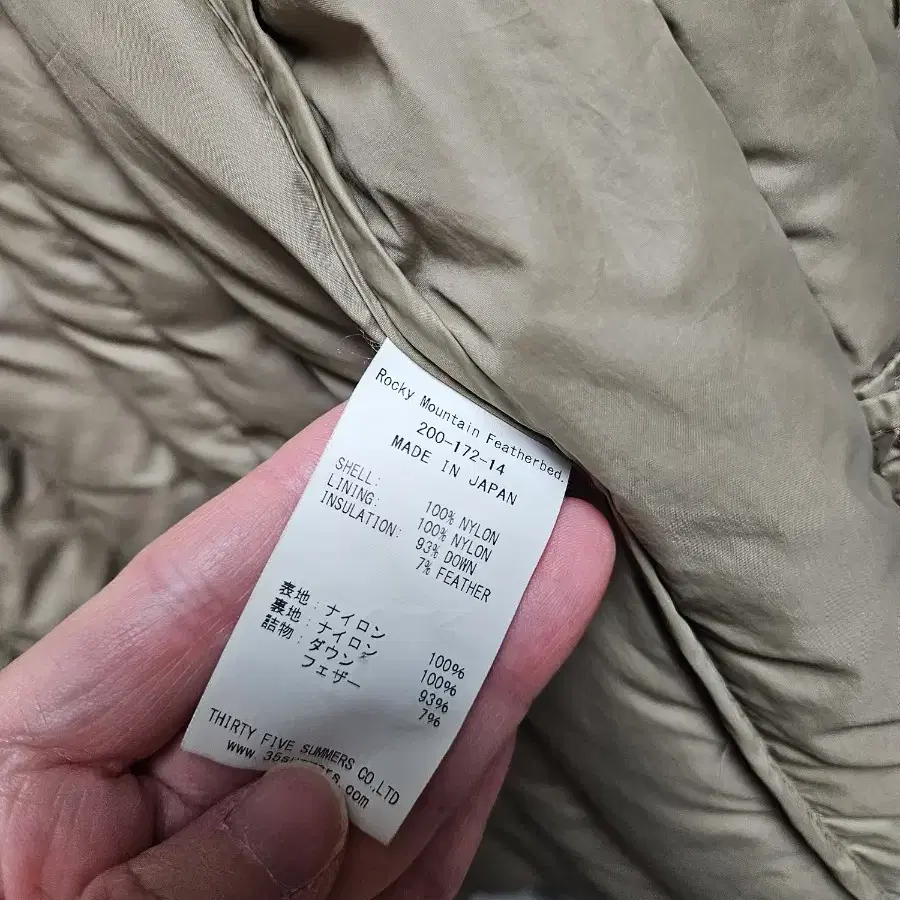 Rocky Mountain Featherbed.
200-172-14
MADE IN JAPAN
SHELL: 100% NYLON
LINING: 100% NYLON
INSULATION: 93% DOWN
7% FEATHER
表地：ナイロン 100%
裏地：ナイロン 100%
詰物：ダウン 93%
フェザー 7%
THIRTY FIVE SUMMERS CO.,LTD